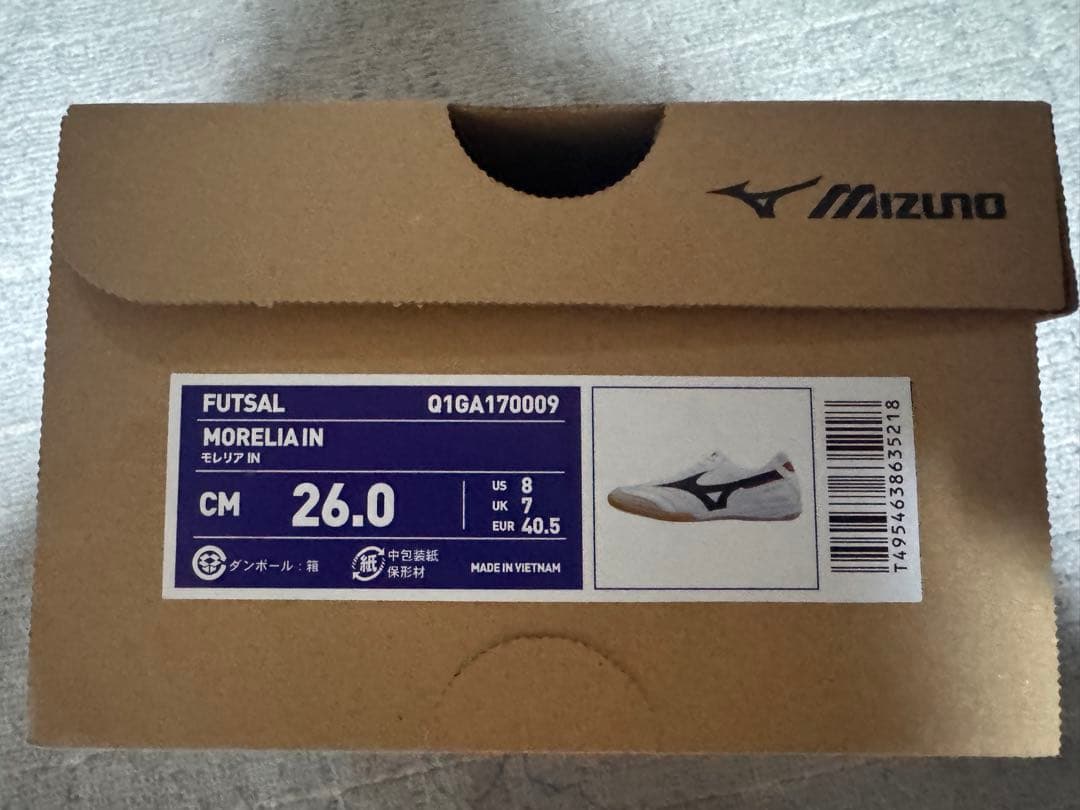 MIZUNO
FUTSAL Q1GA170009
MORELIA IN
モレリア IN
CM 26.0
US 8
UK 7
EUR 40.5
ダンボール：箱
紙
中包装紙
保形材
MADE IN VIETNAM
T4954638635218